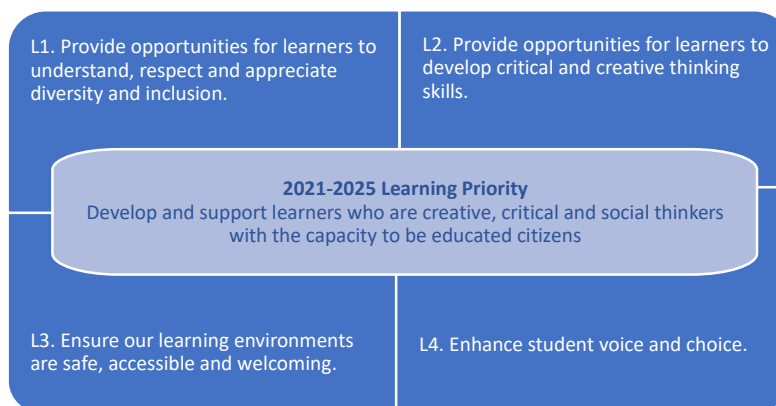 L1. Provide opportunities for learners to
understand, respect and appreciate
diversity and inclusion.
L2. Provide opportunities for learners to
develop critical and creative thinking
skills.
2021-2025 Learning Priority
Develop and support learners who are creative, critical and social thinkers
with the capacity to be educated citizens
L3. Ensure our learning environments
are safe, accessible and welcoming.
L4. Enhance student voice and choice.